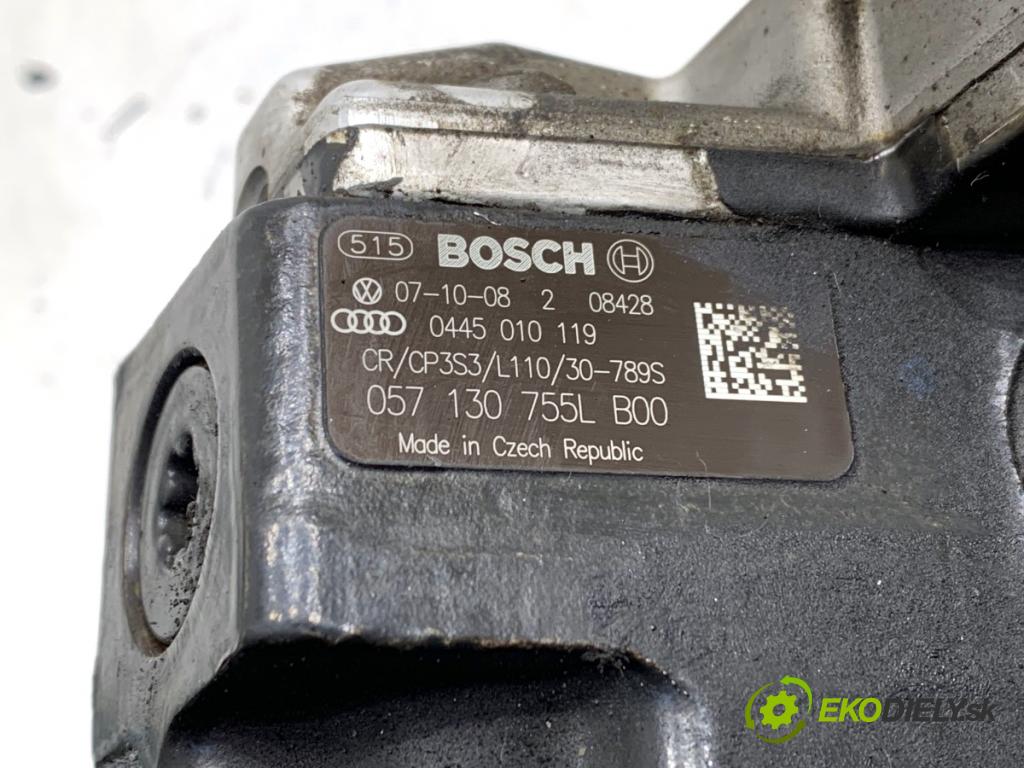 515 BOSCH
07-10-08 2 08428
0445 010 119
CR/CP3S3/L110/30-789S
057 130 755L B00
Made in Czech Republic
EKODIELY.sk